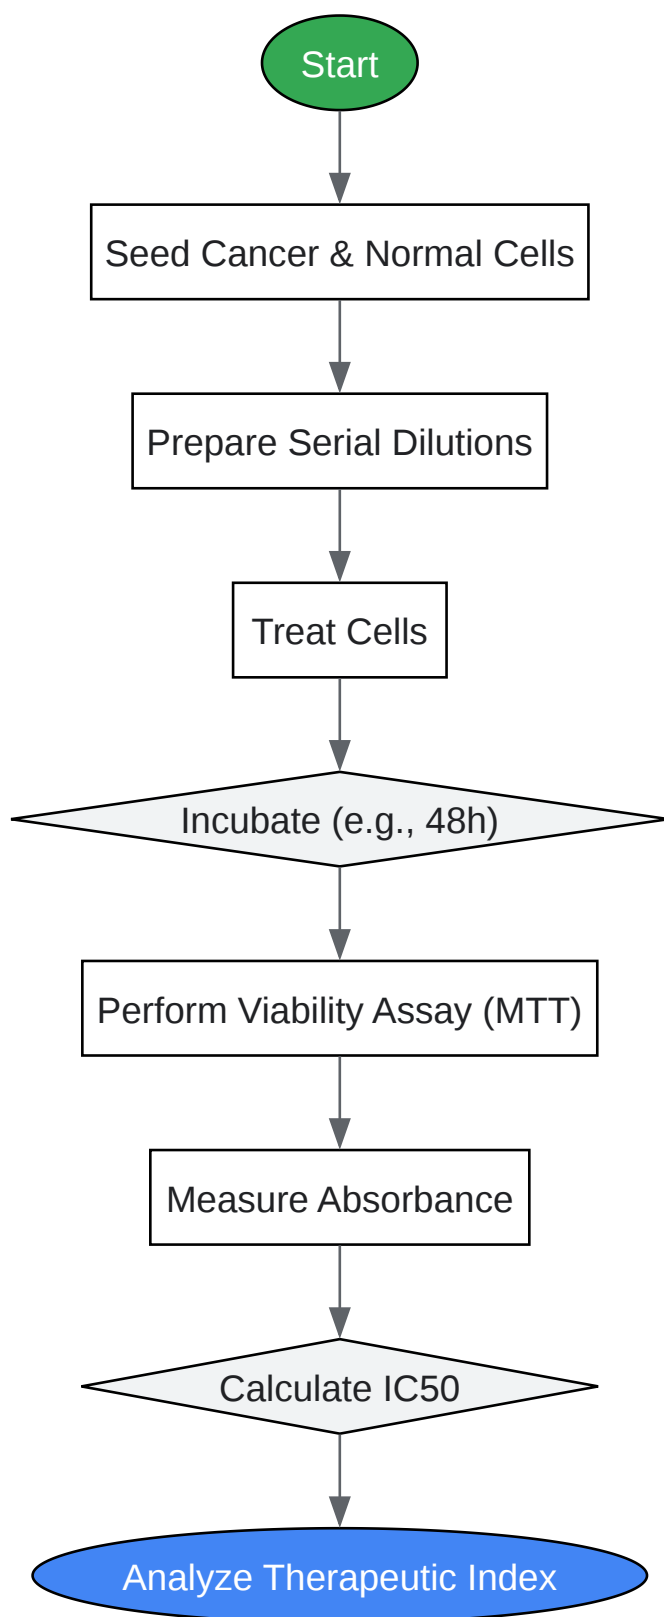 Start
Seed Cancer & Normal Cells
Prepare Serial Dilutions
Treat Cells
Incubate (e.g., 48h)
Perform Viability Assay (MTT)
Measure Absorbance
Calculate IC50
Analyze Therapeutic Index